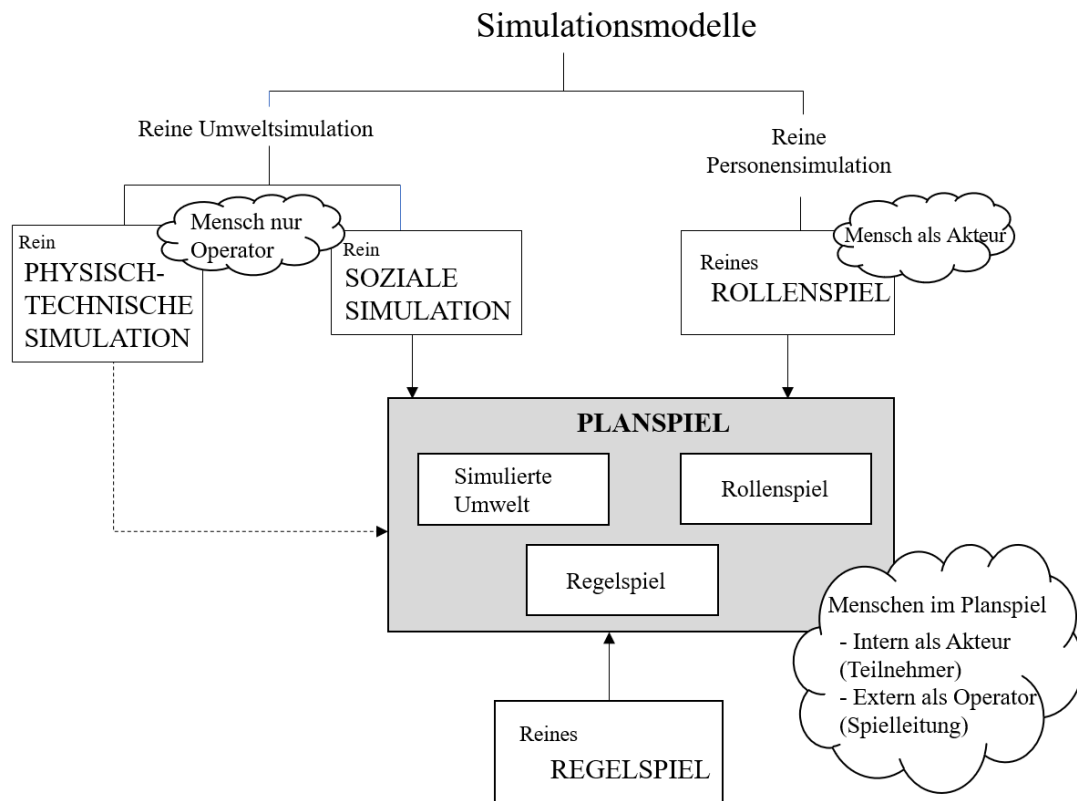 Simulationsmodelle
Reine Umweltsimulation
Reine
Personensimulation
Rein
PHYSISCH-
TECHNISCHE
SIMULATION
Mensch nur
Operator
Rein
SOZIALE
SIMULATION
Reines
ROLLENSPIEL
Mensch als Akteur
PLANSPIEL
Simulierte
Umwelt
Rollenspiel
Regelspiel
Menschen im Planspiel
- Intern als Akteur
(Teilnehmer)
- Extern als Operator
(Spielleitung)
Reines
REGELSPIEL